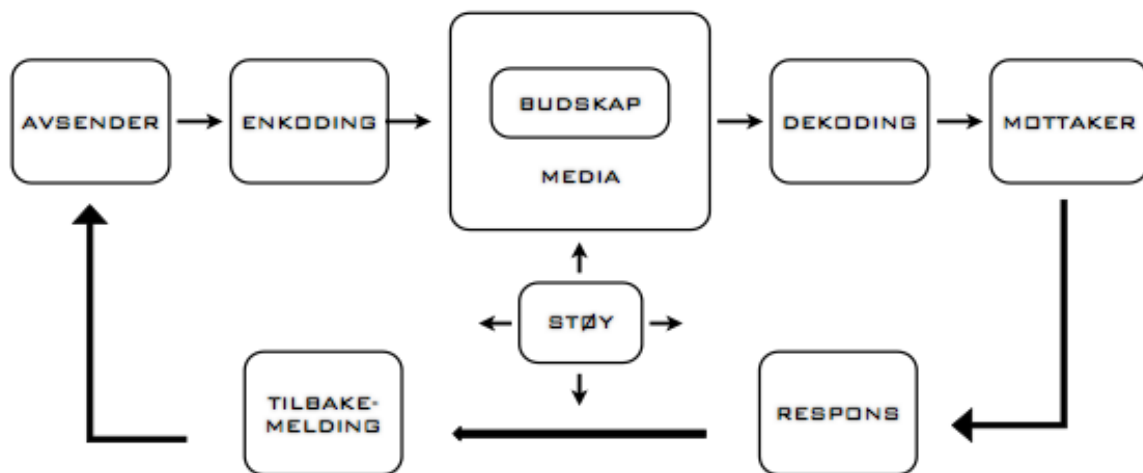 AVSENDER
ENKODING
BUDSKAP
MEDIA
DEKODING
MOTTAKER
STØY
TILBAKE-
MELDING
RESPONS